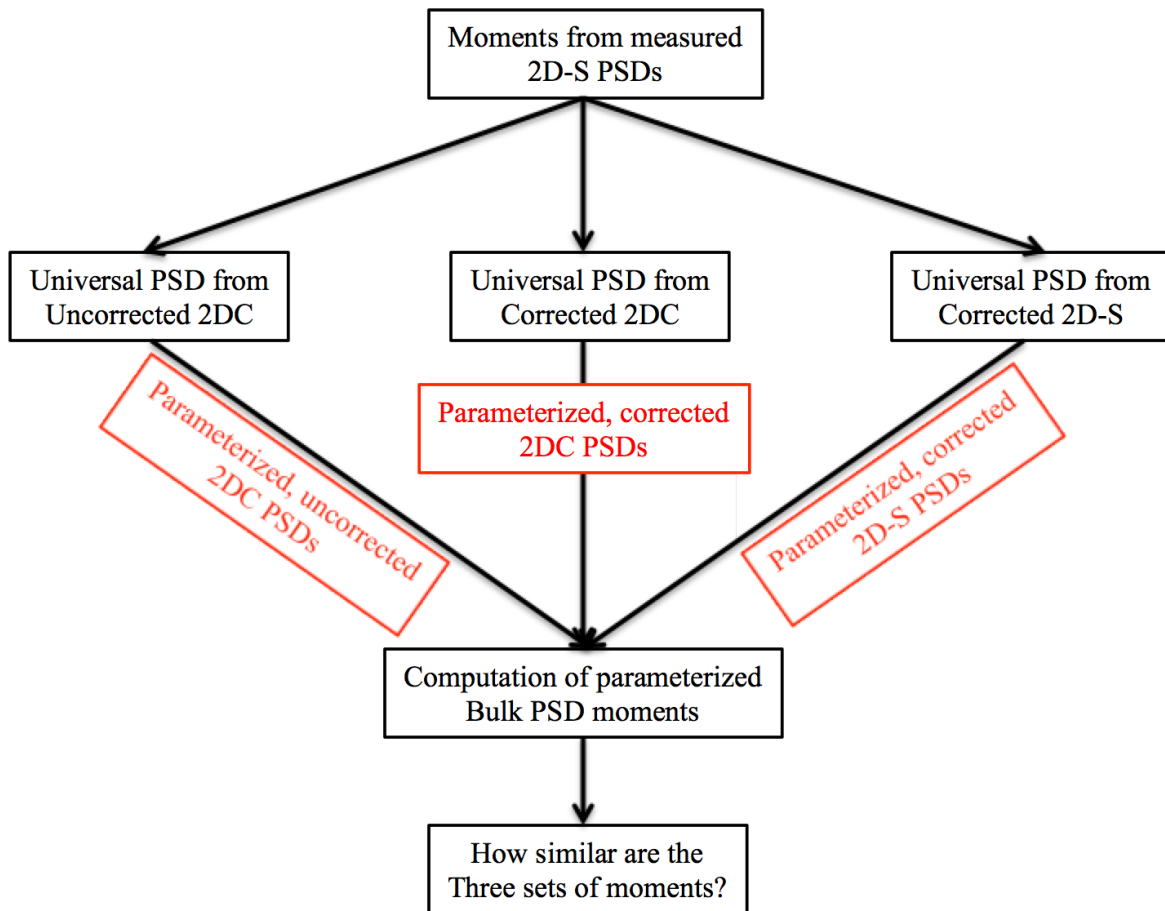 Moments from measured
2D-S PSDs
Universal PSD from
Uncorrected 2DC
Universal PSD from
Corrected 2DC
Universal PSD from
Corrected 2D-S
Parameterized, uncorrected
2DC PSDs
Parameterized, corrected
2DC PSDs
Parameterized, corrected
2D-S PSDs
Computation of parameterized
Bulk PSD moments
How similar are the
Three sets of moments?